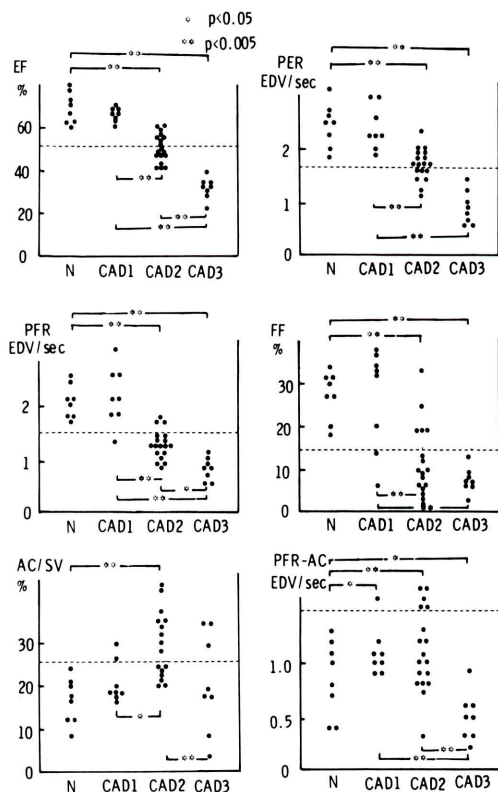 ☆ p<0.05
☆☆ p<0.005
EF
%
☆☆
☆☆
60
40
20
0
☆☆
☆☆
☆☆
N CAD1 CAD2 CAD3
PER
EDV/sec
☆☆
☆☆
2
1
0
☆☆
☆☆
N CAD1 CAD2 CAD3
PFR
EDV/sec
☆☆
☆☆
2
1
0
☆☆
☆
☆☆
N CAD1 CAD2 CAD3
FF
%
☆☆
☆☆
30
20
10
0
☆☆
☆
N CAD1 CAD2 CAD3
AC/SV
%
☆☆
30
20
10
0
☆
☆☆
N CAD1 CAD2 CAD3
PFR-AC
EDV/sec
☆
☆☆
☆
1.0
0.5
0
☆☆
☆☆
N CAD1 CAD2 CAD3